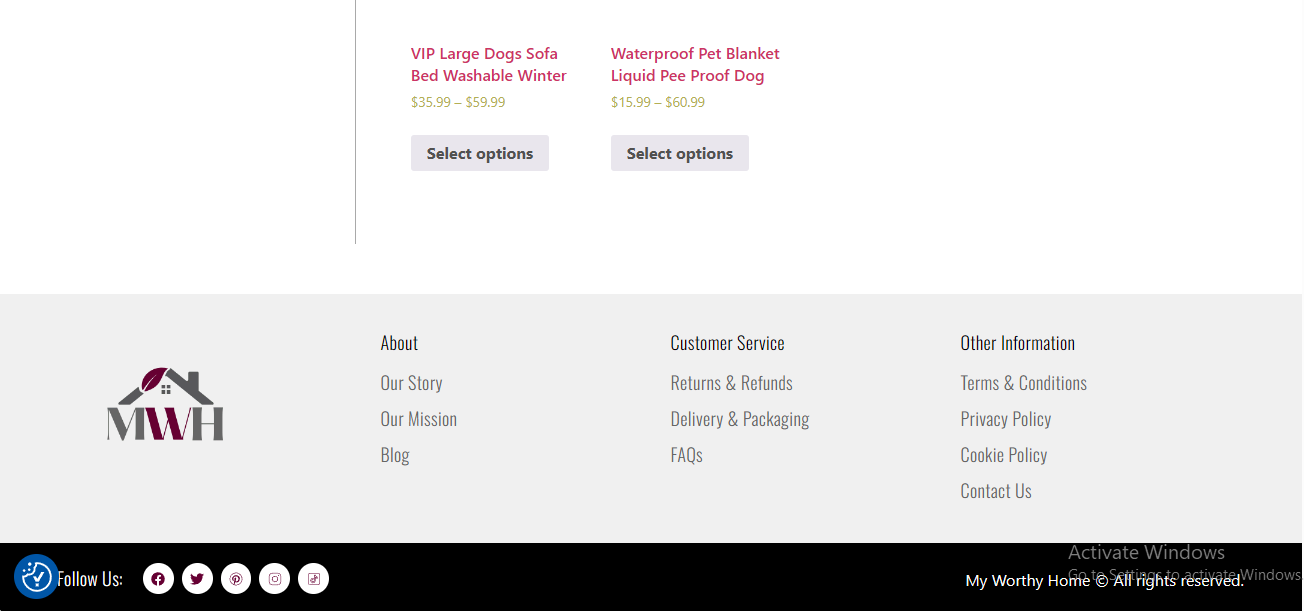 VIP Large Dogs Sofa
Bed Washable Winter
$35.99 – $59.99
Select options
Waterproof Pet Blanket
Liquid Pee Proof Dog
$15.99 – $60.99
Select options
MWH
About
Our Story
Our Mission
Blog
Customer Service
Returns & Refunds
Delivery & Packaging
FAQs
Other Information
Terms & Conditions
Privacy Policy
Cookie Policy
Contact Us
Follow Us:
Activate Windows
Go to Settings to activate Windows.
My Worthy Home © All rights reserved.